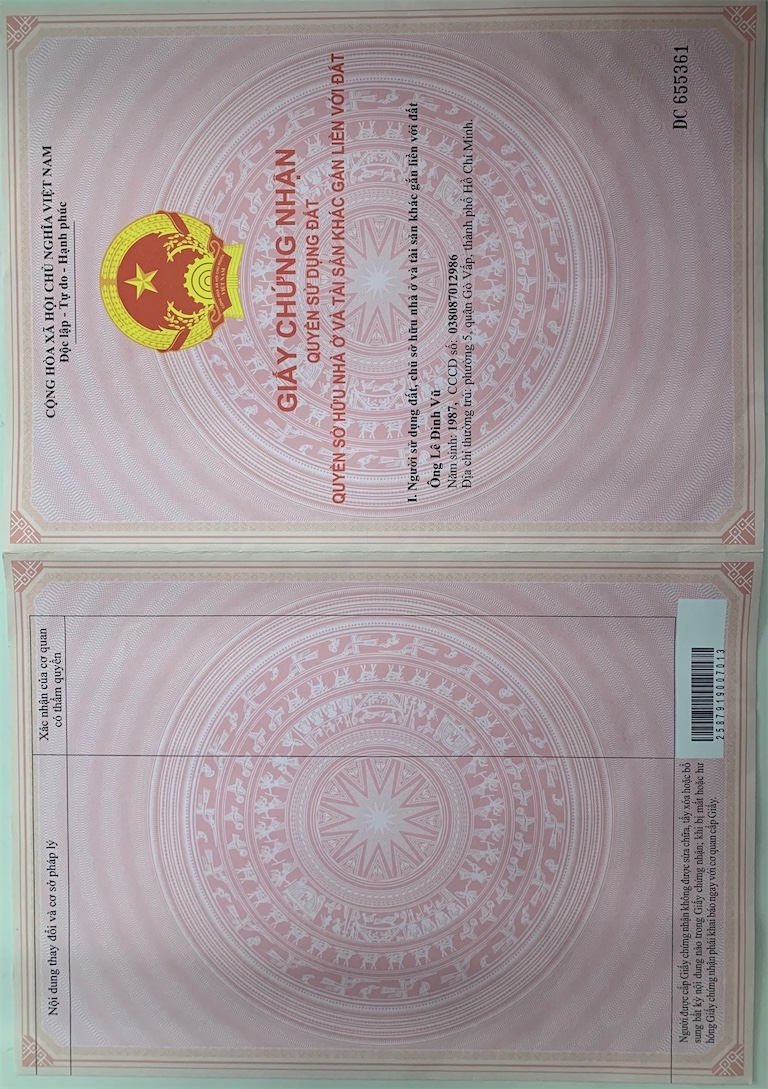 CỘNG HÒA XÃ HỘI CHỦ NGHĨA VIỆT NAM
Độc lập - Tự do - Hạnh phúc
VIỆT NAM
GIẤY CHỨNG NHẬN
QUYỀN SỬ DỤNG ĐẤT
QUYỀN SỞ HỮU NHÀ Ở VÀ TÀI SẢN KHÁC GẮN LIỀN VỚI ĐẤT
I. Người sử dụng đất, chủ sở hữu nhà ở và tài sản khác gắn liền với đất
Ông Lê Đình Vũ
Năm sinh: 1987, CCCD số: 038087012986
Địa chỉ thường trú: phường 5, quận Gò Vấp, thành phố Hồ Chí Minh.
DC 655361
Nội dung thay đổi và cơ sở pháp lý
Xác nhận của cơ quan
có thẩm quyền
Người được cấp Giấy chứng nhận không được sửa chữa, tẩy xóa hoặc bổ
sung bất kỳ nội dung nào trong Giấy chứng nhận; khi bị mất hoặc hư
hỏng Giấy chứng nhận phải khai báo ngay với cơ quan cấp Giấy.
2587919007013